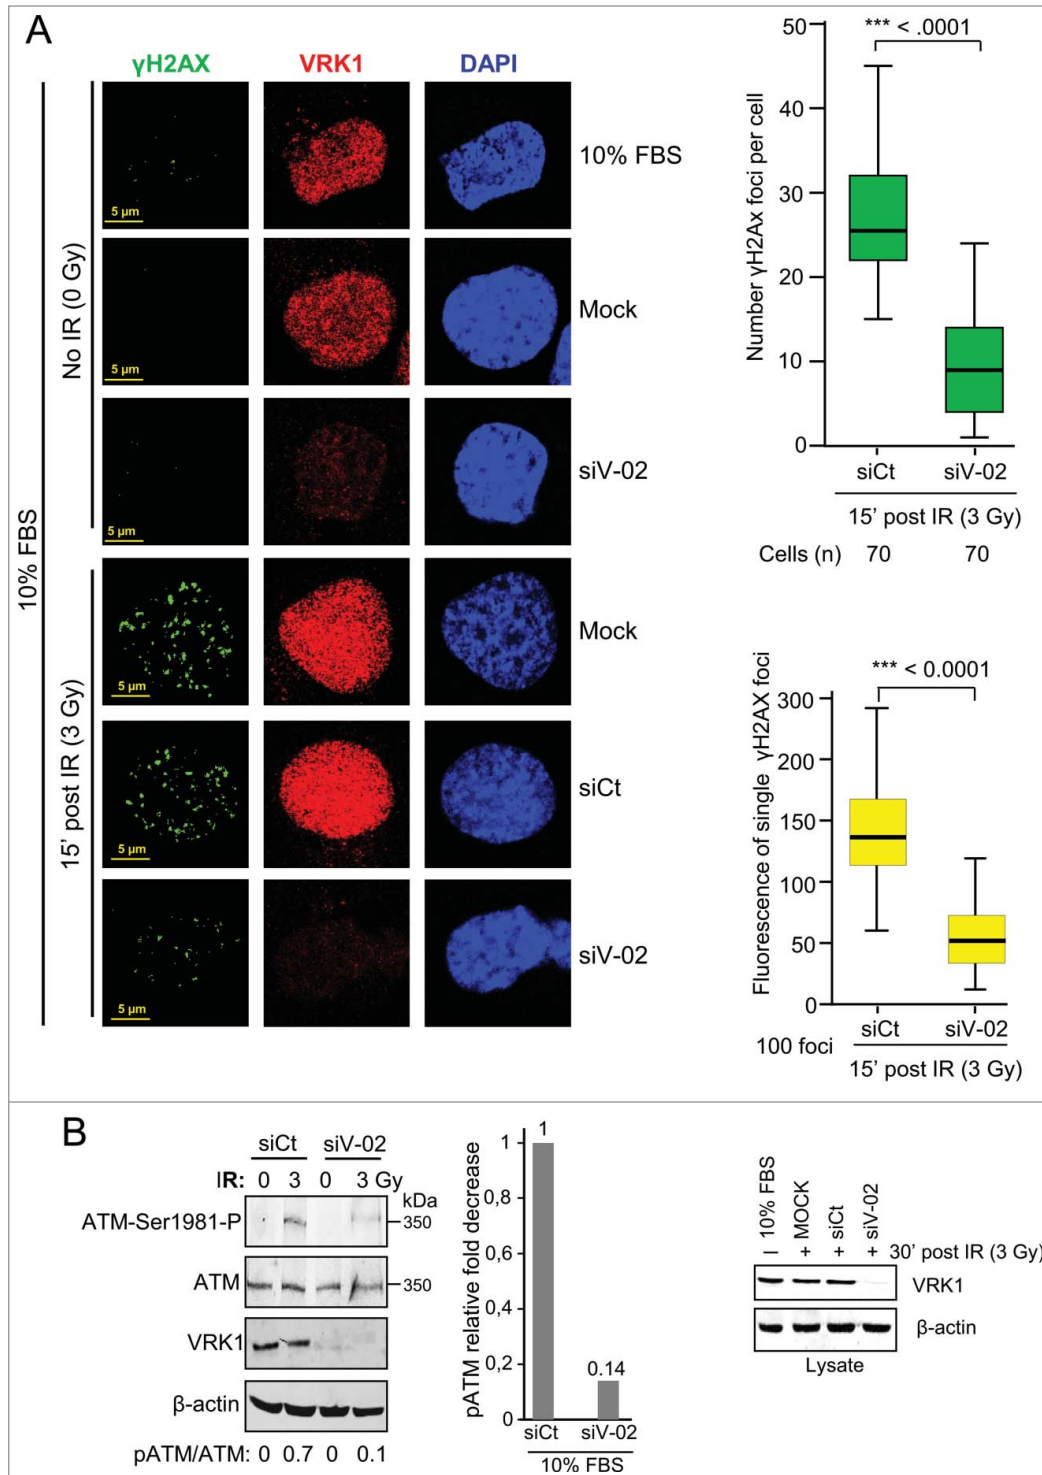 A
γH2AX VRK1 DAPI
10% FBS
No IR (0 Gy)
15' post IR (3 Gy)
5 µm
10% FBS
5 µm
Mock
5 µm
siV-02
5 µm
Mock
5 µm
siCt
5 µm
siV-02
*** < .0001
Number γH2Ax foci per cell
50
40
30
20
10
0
siCt siV-02
15' post IR (3 Gy)
Cells (n) 70 70
*** < 0.0001
Fluorescence of single γH2AX foci
300
200
150
100
50
0
siCt siV-02
100 foci
15' post IR (3 Gy)
B
siCt siV-02
IR: 0 3 0 3 Gy
kDa
ATM-Ser1981-P 350
ATM 350
VRK1
β-actin
pATM/ATM: 0 0.7 0 0.1
pATM relative fold decrease
1
0,8
0,6
0,4
0,2
0
1
0.14
siCt siV-02
10% FBS
10% FBS
MOCK
siCt
siV-02
– + + + 30' post IR (3 Gy)
VRK1
β-actin
Lysate